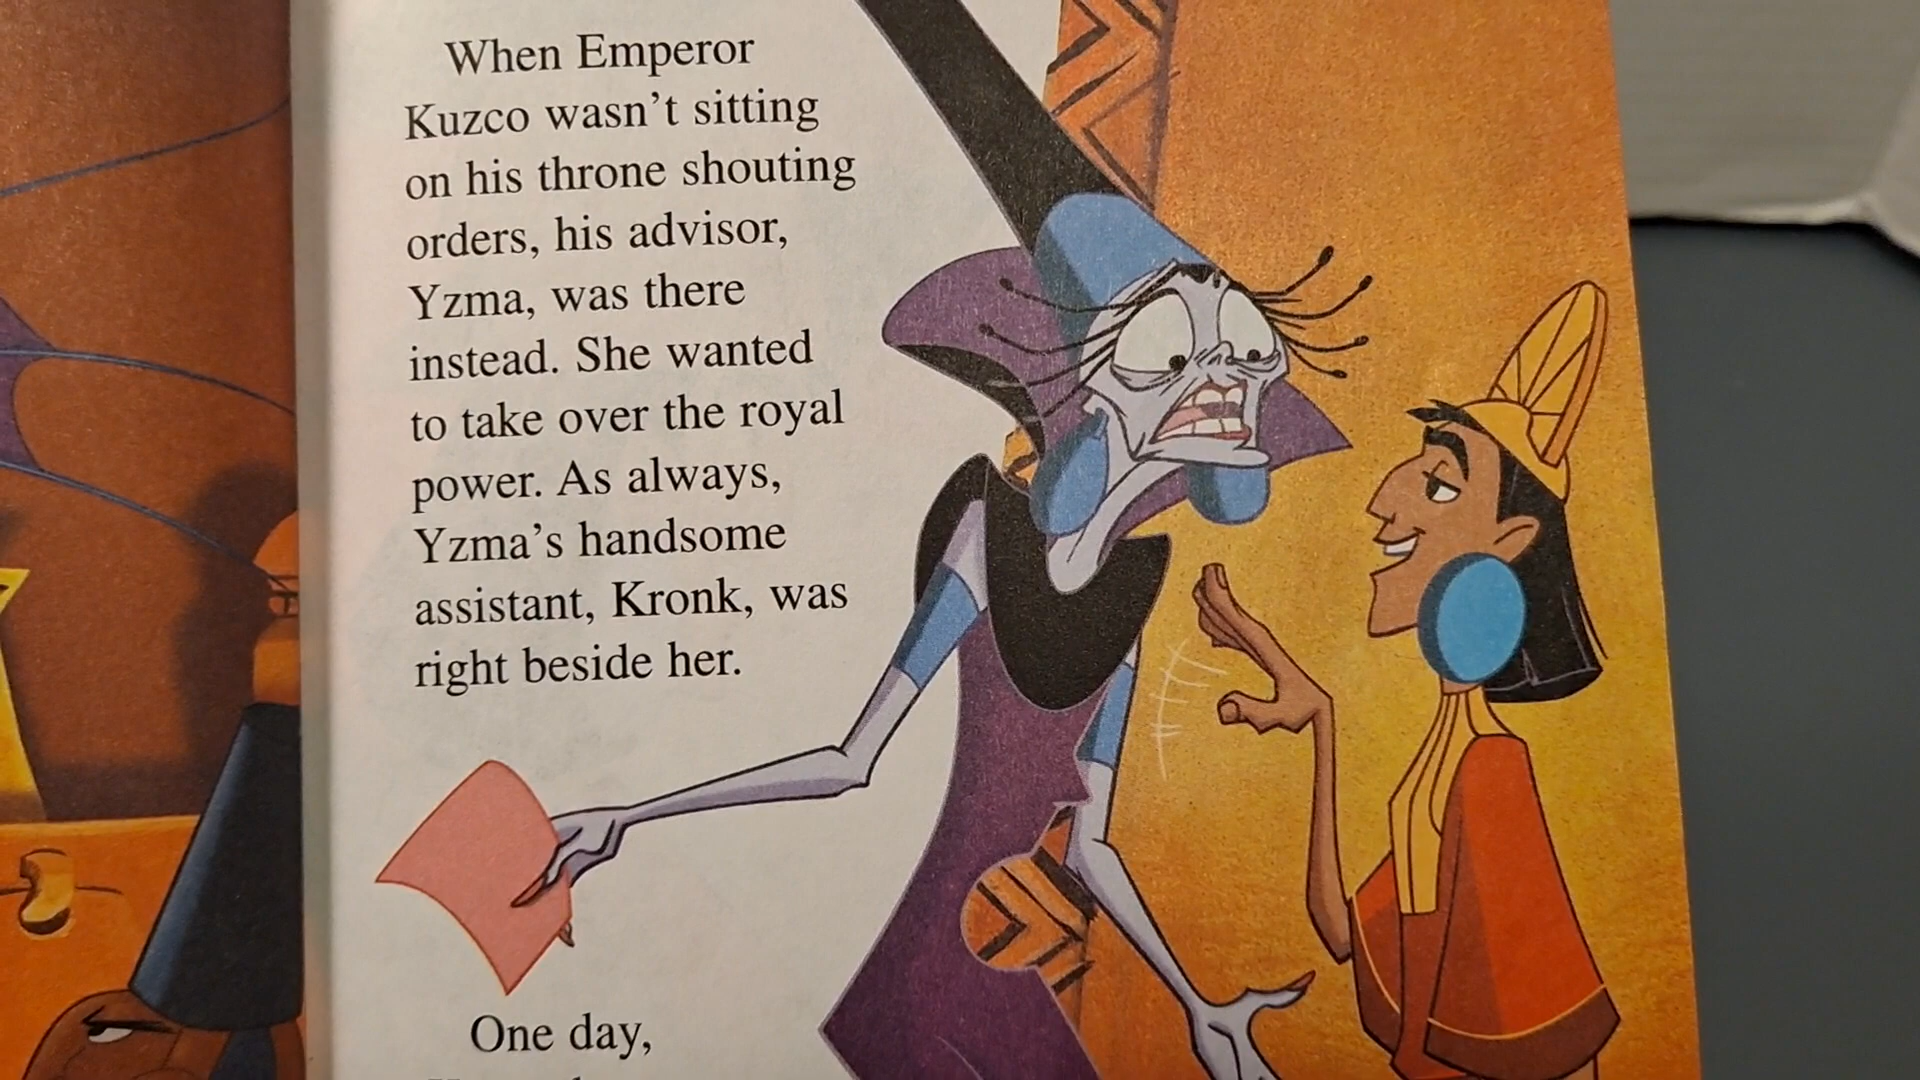 When Emperor
Kuzco wasn't sitting
on his throne shouting
orders, his advisor,
Yzma, was there
instead. She wanted
to take over the royal
power. As always,
Yzma's handsome
assistant, Kronk, was
right beside her.
One day,